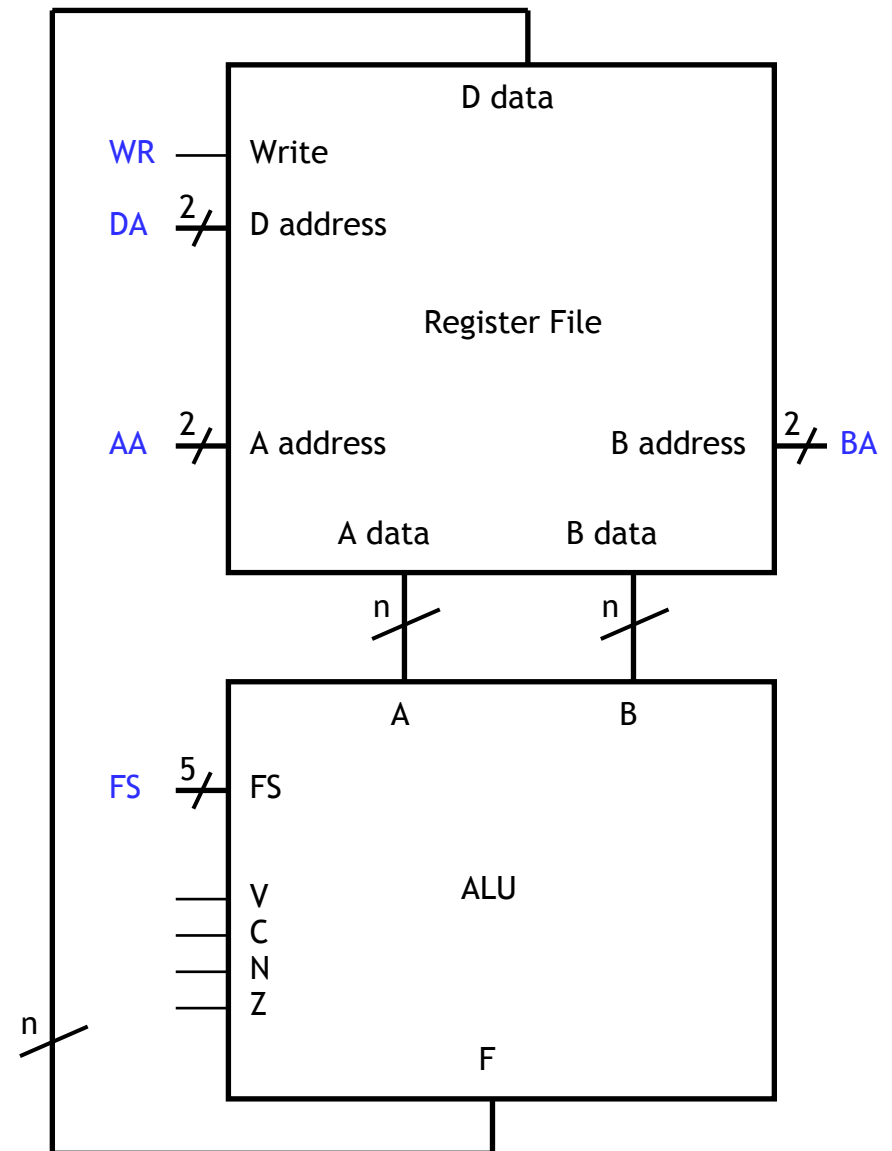 D data
WR Write
2
DA D address
Register File
2 2
AA A address B address BA
A data B data
n n
A B
5
FS FS
V
ALU
C
N
Z
n
F